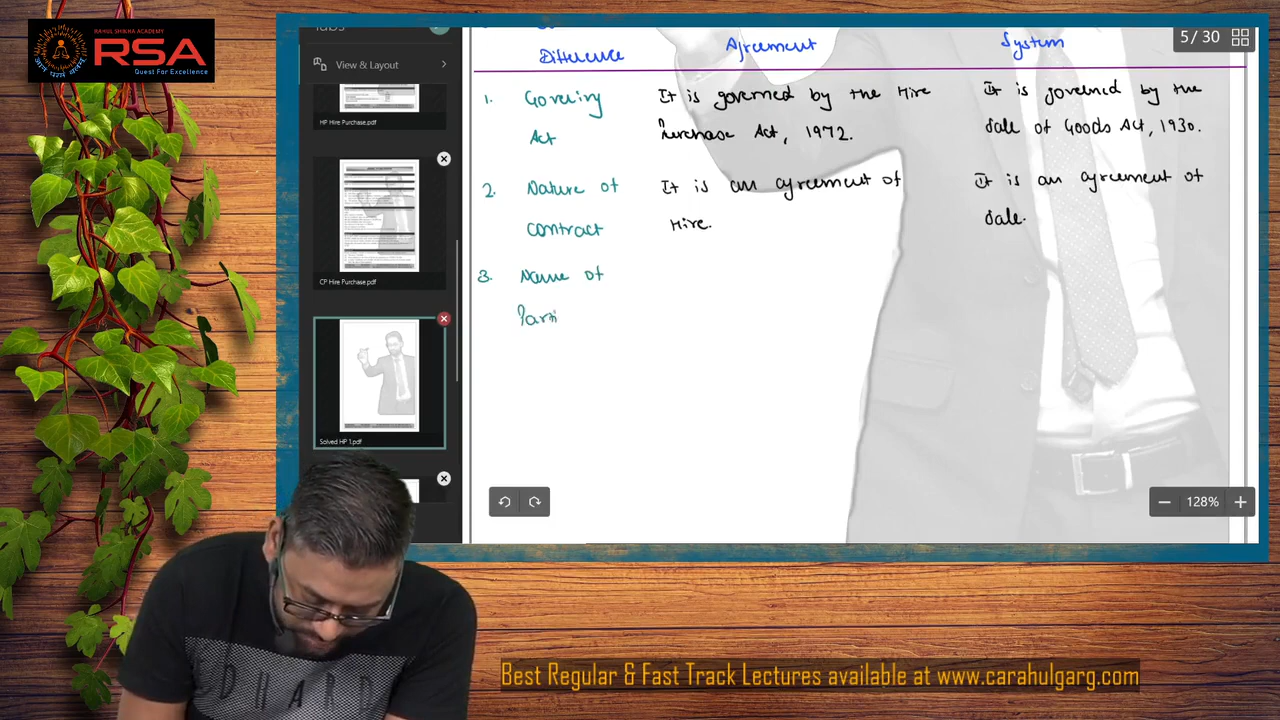 RAHUL SHIKHA ACADEMY
RSA
Quest For Excellence
View & Layout
5 / 30
HP Hire Purchase.pdf
CP Hire Purchase.pdf
Solved HP 1.pdf
Difference Agreement System
1. Govering It is governed by the Hire It is governed by the
Act Purchase Act, 1972. Sale of Goods Act, 1930.
2. Nature of It is an agreement of It is an agreement of
contract Hire. Sale.
3. Name of
Parti
128%
DHARD
Best Regular & Fast Track Lectures available at www.carahulgarg.com